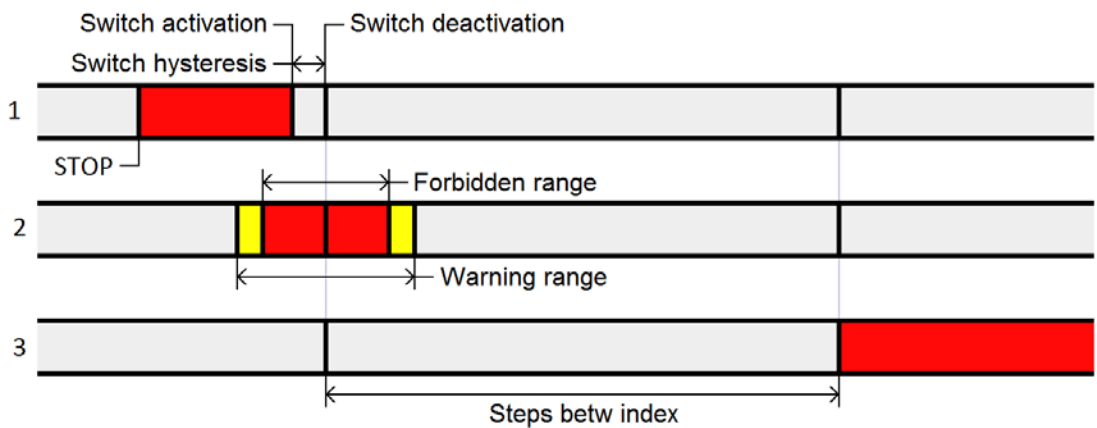 Switch activation
Switch deactivation
Switch hysteresis
1
STOP
Forbidden range
2
Warning range
3
Steps betw index